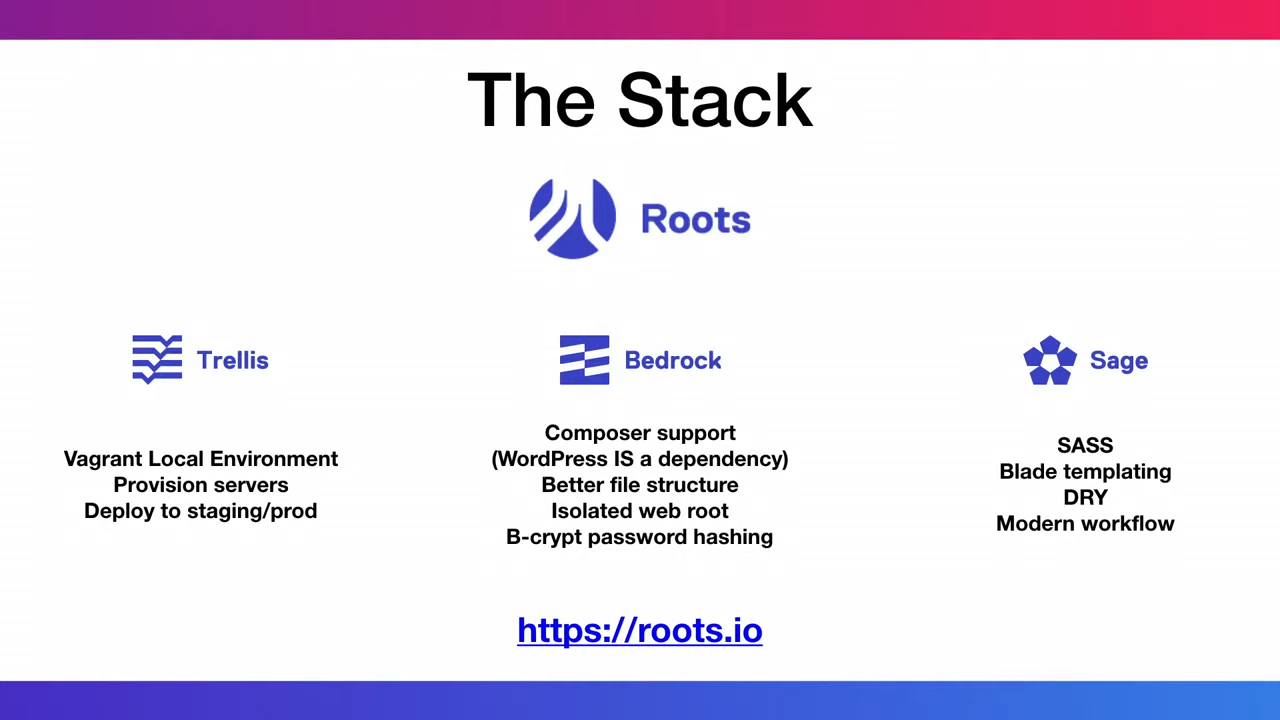 The Stack
Roots
Trellis
Vagrant Local Environment
Provision servers
Deploy to staging/prod
Bedrock
Composer support
(WordPress IS a dependency)
Better file structure
Isolated web root
B-crypt password hashing
Sage
SASS
Blade templating
DRY
Modern workflow
https://roots.io